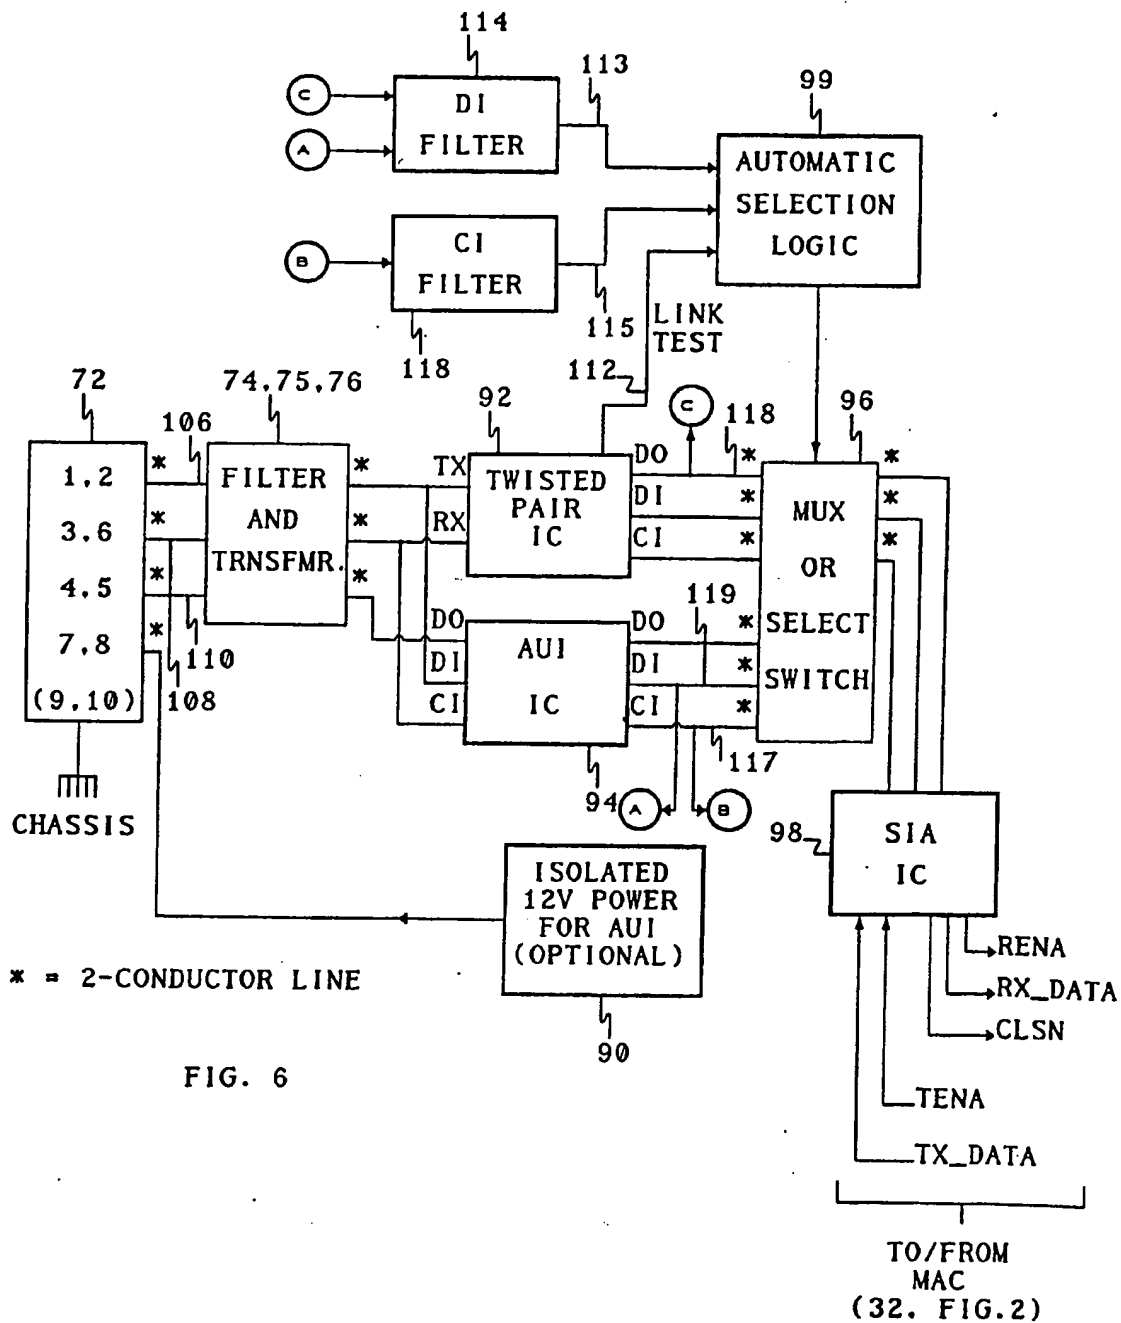 114
113
99
C
DI
FILTER
A
AUTOMATIC
SELECTION
LOGIC
B
CI
FILTER
115
LINK
TEST
118
112
72
74,75,76
92
C
118
96
106
1,2
3,6
4,5
7,8
(9,10)
*
*
*
*
FILTER
AND
TRNSFMR.
*
*
*
110
108
TX
RX
TWISTED
PAIR
IC
DO
DI
CI
*
*
*
MUX
OR
SELECT
SWITCH
*
*
*
DO
DI
CI
AUI
IC
119
DO
DI
CI
*
*
*
117
94
A
B
CHASSIS
98
SIA
IC
ISOLATED
12V POWER
FOR AUI
(OPTIONAL)
90
* = 2-CONDUCTOR LINE
RENA
RX_DATA
CLSN
TENA
TX_DATA
FIG. 6
TO/FROM
MAC
(32. FIG.2)